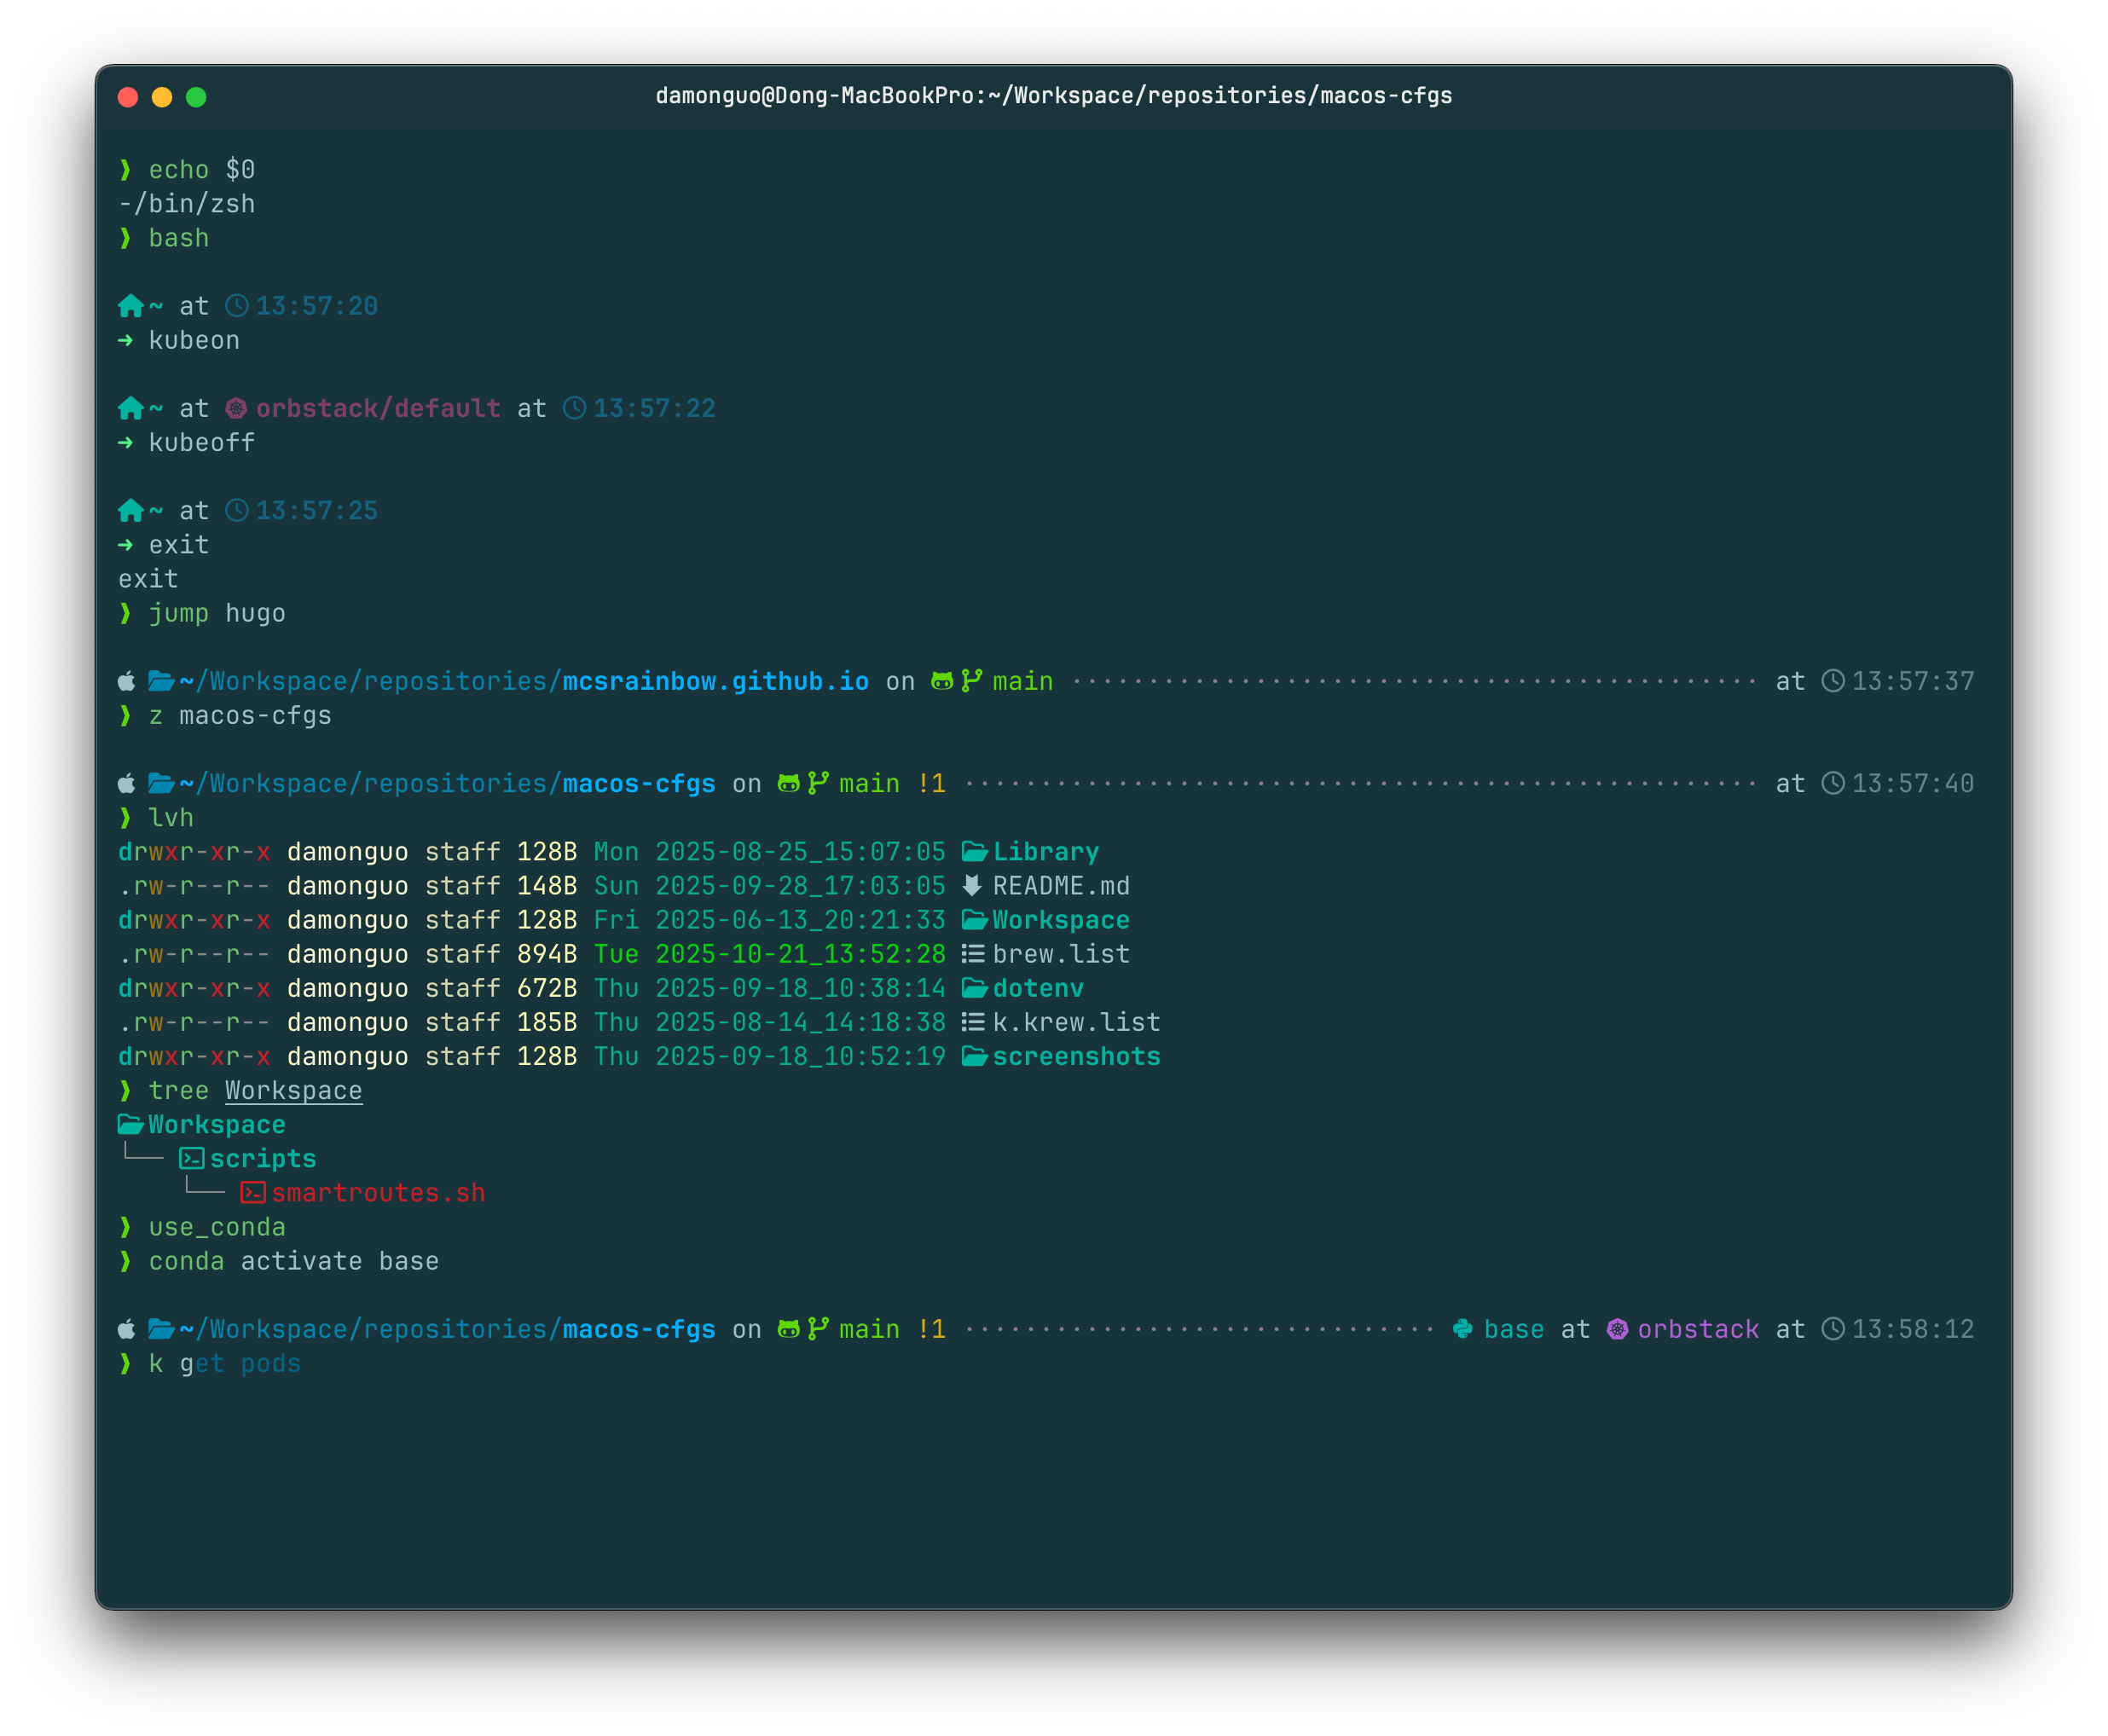 damonguo@Dong-MacBookPro:~/Workspace/repositories/macos-cfgs
❱ echo $0
-/bin/zsh
❱ bash
~ at 13:57:20
→ kubeon
~ at orbstack/default at 13:57:22
→ kubeoff
~ at 13:57:25
→ exit
exit
❱ jump hugo
~/Workspace/repositories/mcsrainbow.github.io on main at 13:57:37
❱ z macos-cfgs
~/Workspace/repositories/macos-cfgs on main !1 at 13:57:40
❱ lvh
drwxr-xr-x damonguo staff 128B Mon 2025-08-25_15:07:05 Library
.rw-r--r-- damonguo staff 148B Sun 2025-09-28_17:03:05 README.md
drwxr-xr-x damonguo staff 128B Fri 2025-06-13_20:21:33 Workspace
.rw-r--r-- damonguo staff 894B Tue 2025-10-21_13:52:28 brew.list
drwxr-xr-x damonguo staff 672B Thu 2025-09-18_10:38:14 dotenv
.rw-r--r-- damonguo staff 185B Thu 2025-08-14_14:18:38 k.krew.list
drwxr-xr-x damonguo staff 128B Thu 2025-09-18_10:52:19 screenshots
❱ tree Workspace
Workspace
└── scripts
    └── smartroutes.sh
❱ use_conda
❱ conda activate base
~/Workspace/repositories/macos-cfgs on main !1 base at orbstack at 13:58:12
❱ k get pods